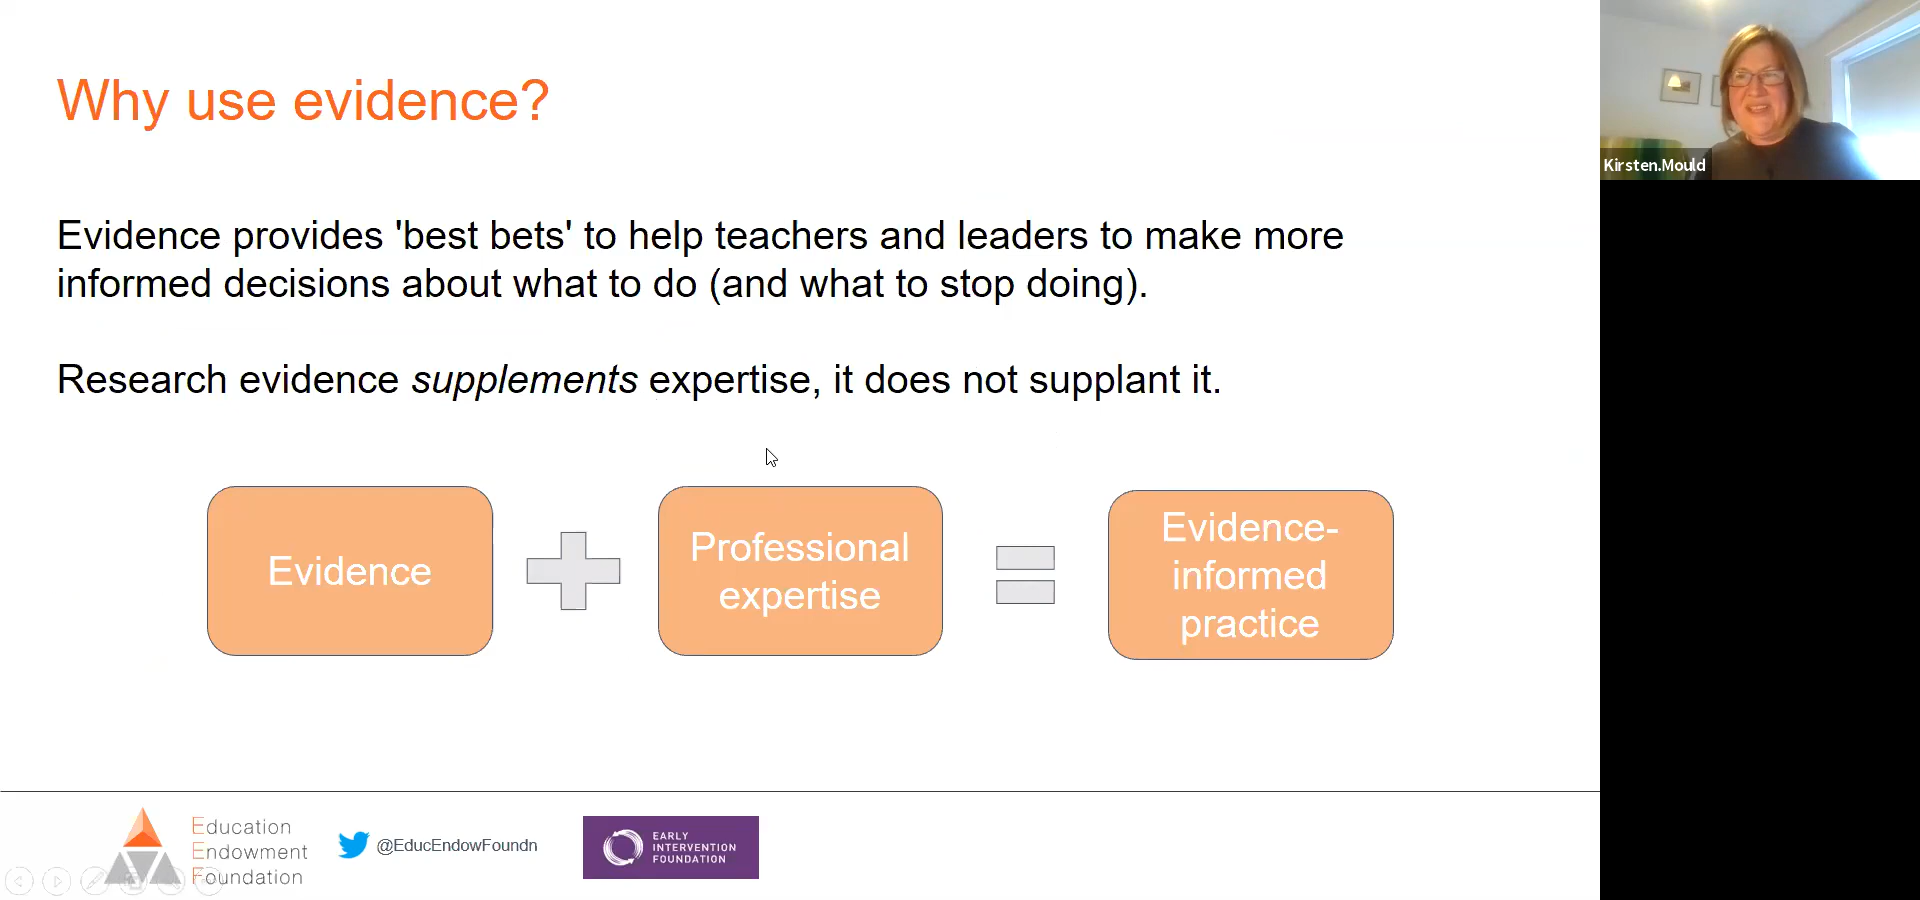 Why use evidence?
Evidence provides 'best bets' to help teachers and leaders to make more
informed decisions about what to do (and what to stop doing).
Research evidence supplements expertise, it does not supplant it.
Evidence
Professional
expertise
Evidence-
informed
practice
Education
Endowment
Foundation
@EducEndowFoundn
EARLY
INTERVENTION
FOUNDATION
Kirsten.Mould